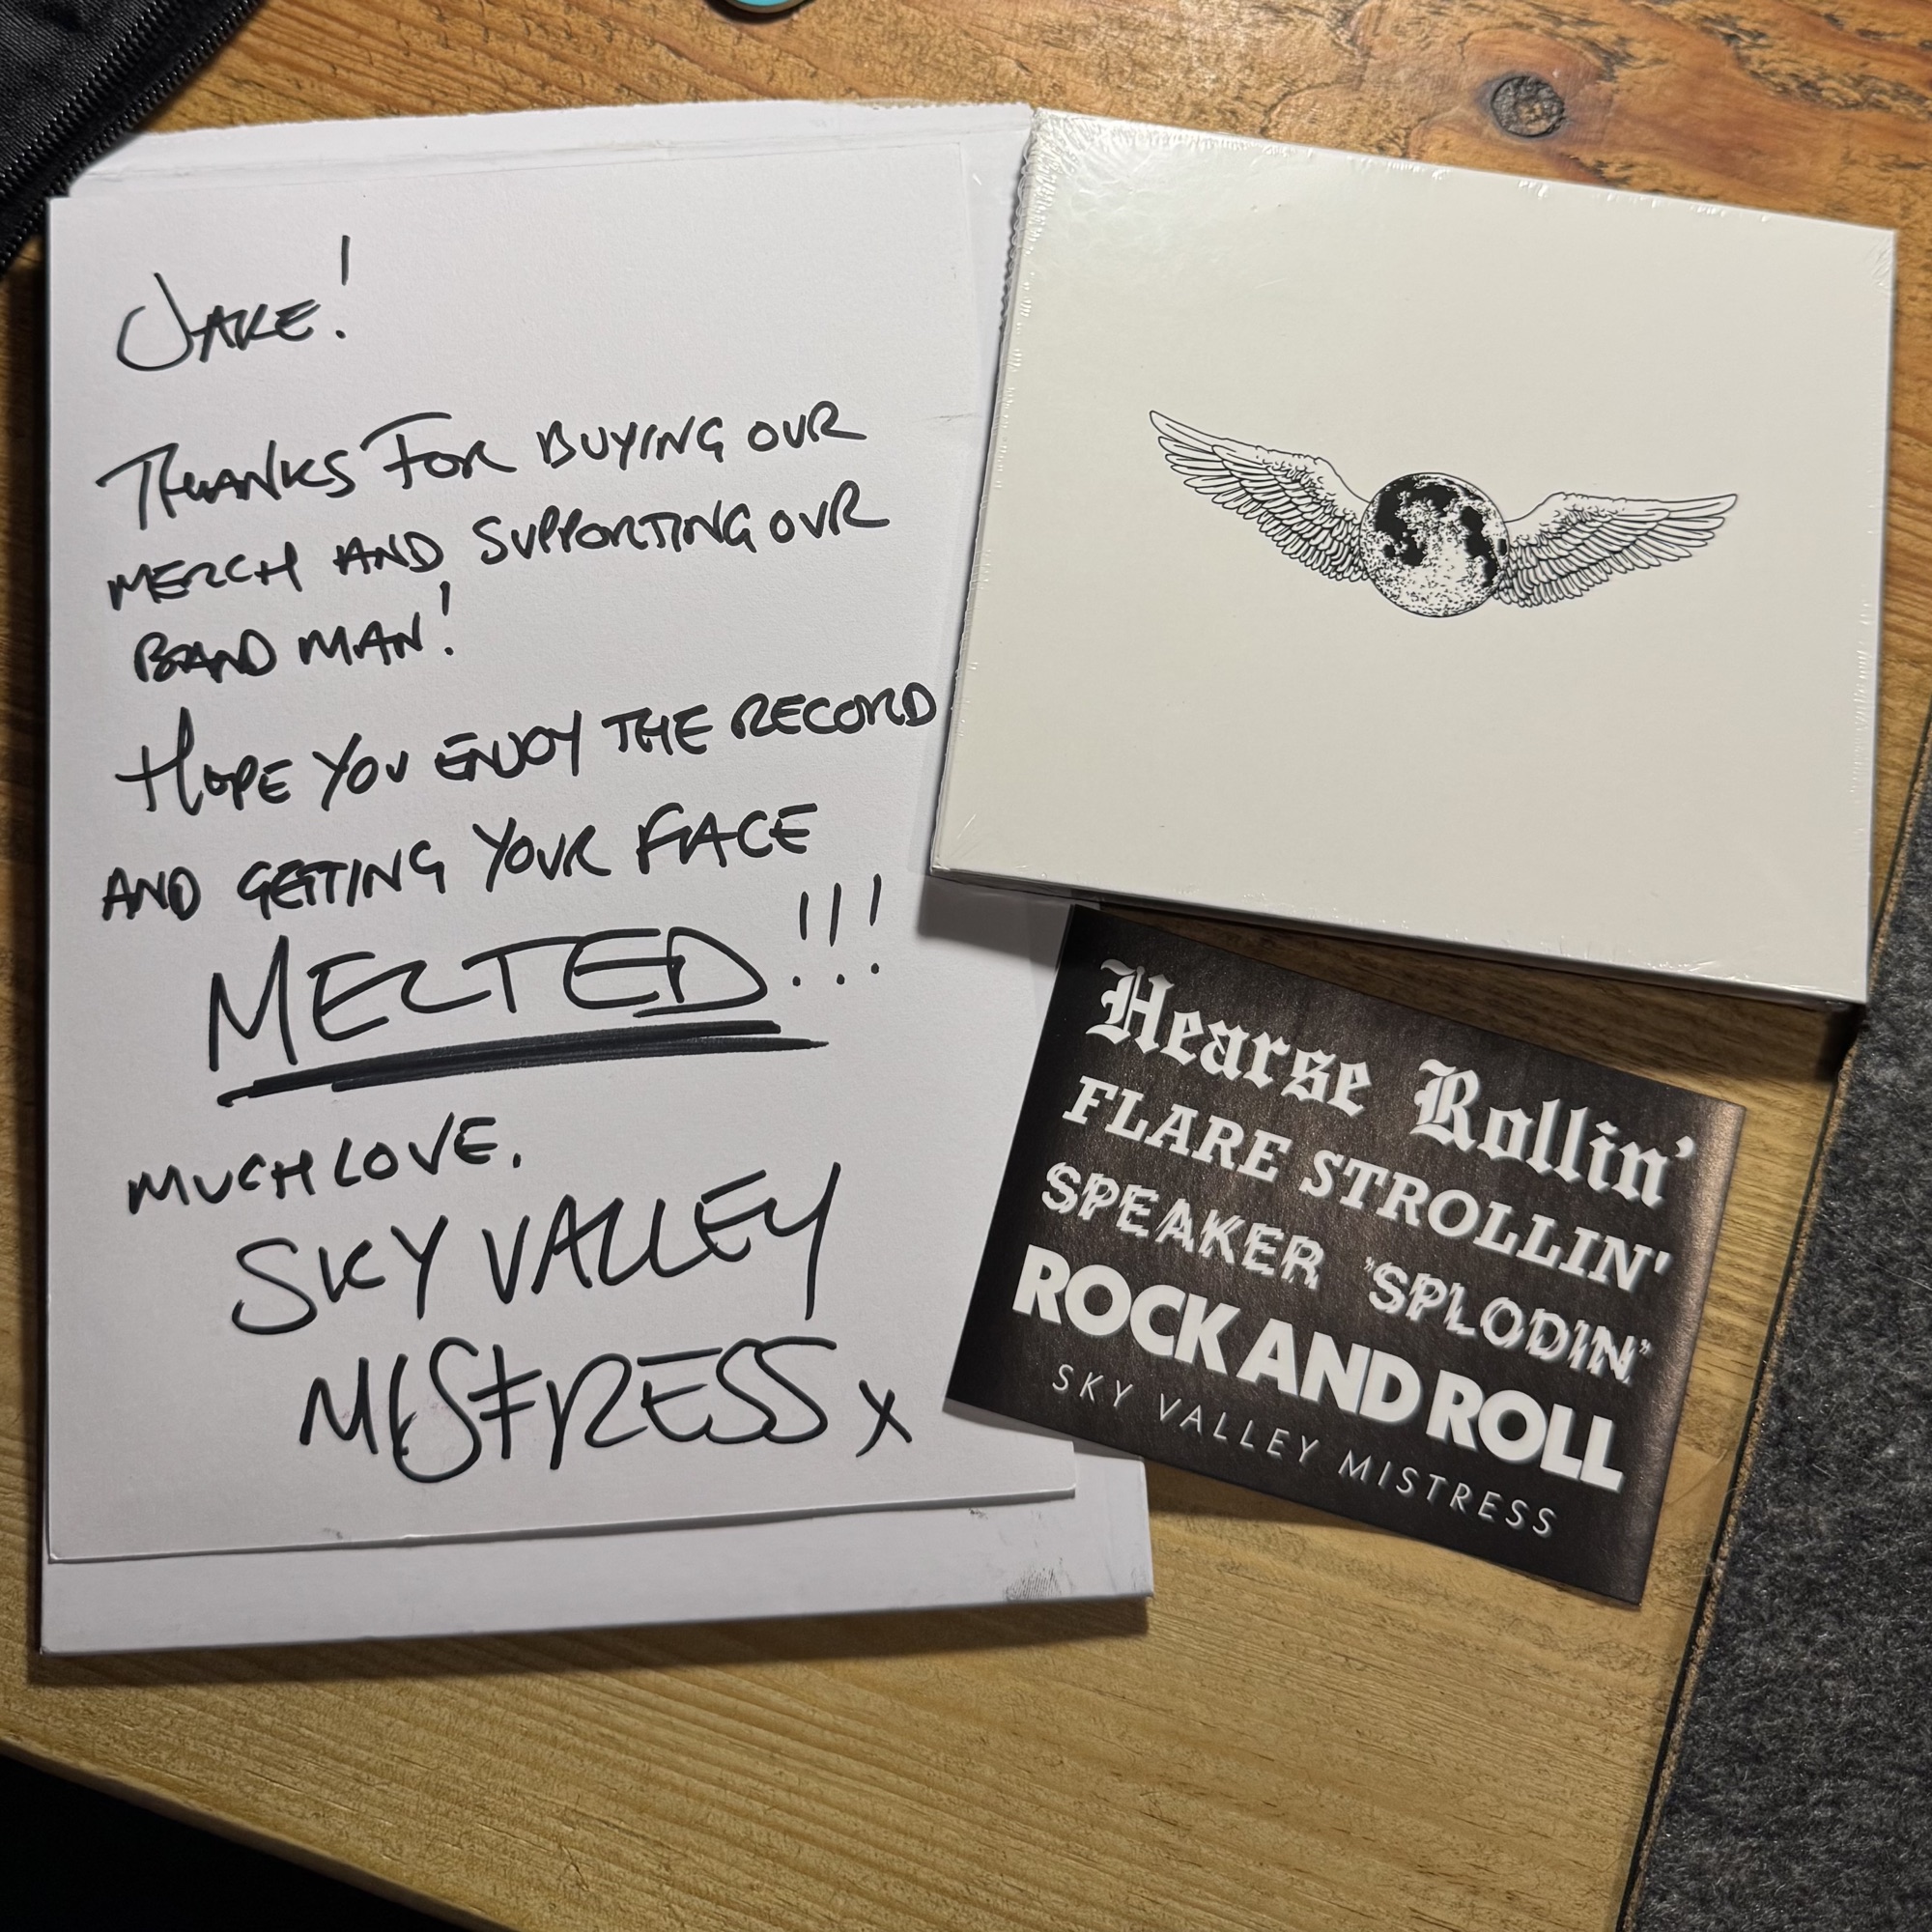 JAKE!
THANKS FOR BUYING OUR
MERCH AND SUPPORTING OUR
BAND MAN!
HOPE YOU ENJOY THE RECORD
AND GETTING YOUR FACE
MELTED!!!
MUCH LOVE.
SKY VALLEY
MISTRESS x
Hearse Rollin'
FLARE STROLLIN'
SPEAKER "SPLODIN"
ROCK AND ROLL
SKY VALLEY MISTRESS